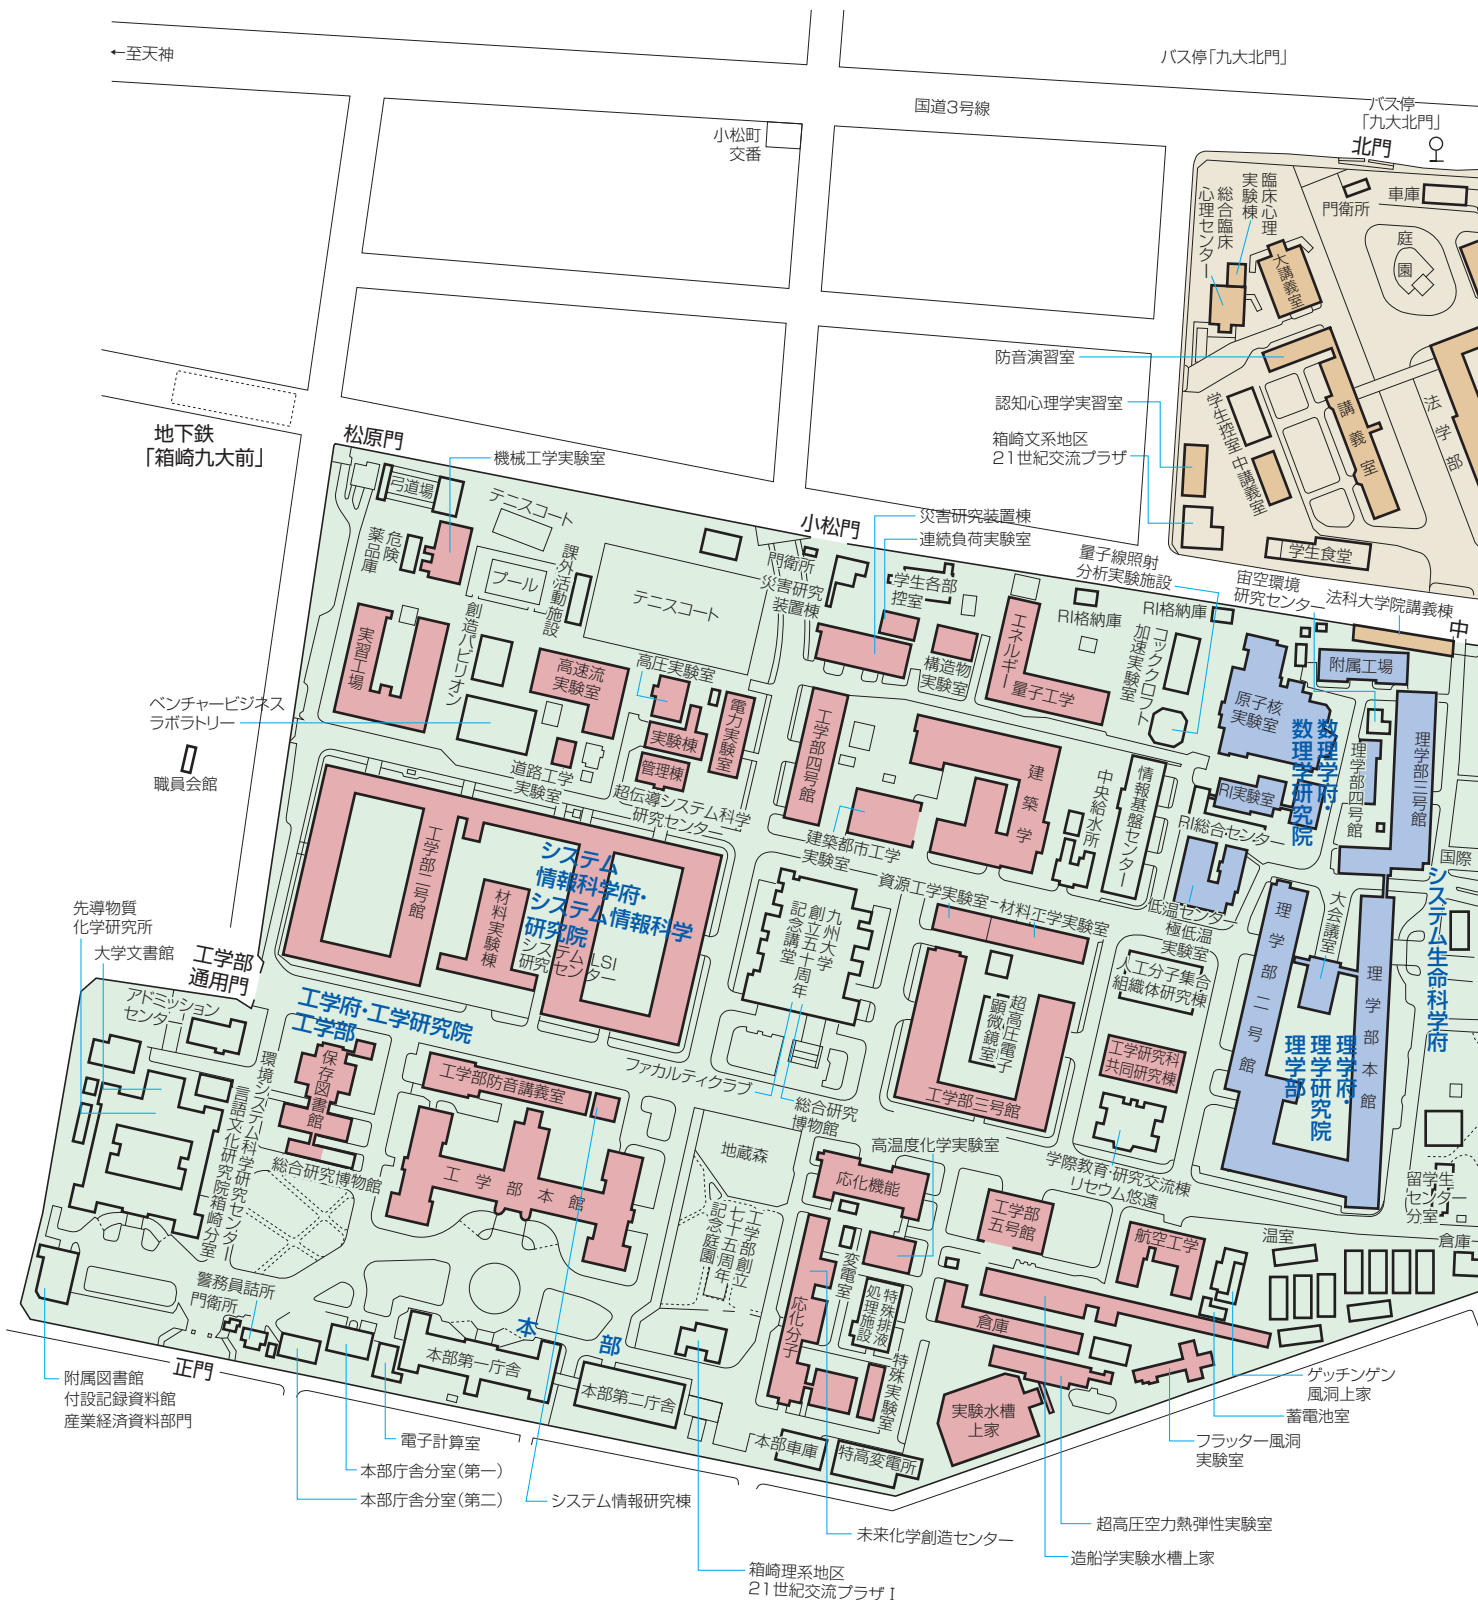 ←至天神
バス停「九大北門」
国道3号線
バス停
「九大北門」
小松町
交番
北門
門衛所
車庫
庭
園
臨床心理
実験棟
総合臨床
心理センター
大講義室
防音演習室
認知心理学実習室
箱崎文系地区
21世紀交流プラザ
学生控室
中講義室
講義室
法学部
学生食堂
地下鉄
「箱崎九大前」
松原門
機械工学実験室
弓道場
テニスコート
危険
薬品庫
プール
課外活動施設
テニスコート
小松門
門衛所
災害研究
装置棟
災害研究装置棟
連続負荷実験室
学生各部
控室
量子線照射
分析実験施設
RI格納庫
RI格納庫
宙空環境
研究センター
法科大学院講義棟
中
附属工場
実習工場
創造パビリオン
高速流
実験室
高圧実験室
構造物
実験室
エネルギー
量子工学
コッククロフト
加速実験室
原子核
実験室
数理学府・
数理学研究院
理学部四号館
理学部三号館
ベンチャービジネス
ラボラトリー
職員会館
道路工学
実験室
実験棟
管理棟
電力実験室
超伝導システム科学
研究センター
工学部四号館
建築都市工学
実験室
建築学
中央給水所
情報基盤センター
RI実験室
RI総合センター
国際
工学部二号館
材料実験棟
システム
情報科学府・
システム情報科学
研究院
システムLSI
研究センター
九州大学
創立五十周年
記念講堂
資源工学実験室
材料工学実験室
低温センター
極低温
実験室
大会議室
理学部二号館
理学部本館
システム生命科学府
先導物質
化学研究所
大学文書館
工学部
通用門
アドミッション
センター
工学府・工学研究院
工学部
超高圧電子
顕微鏡室
工学部三号館
分子集合
組織体研究棟
工学研究科
共同研究棟
理学府・
理学研究院
理学部
環境システム科学研究センター
言語文化研究院箱崎分室
保存図書館
総合研究博物館
工学部防音講義室
工学部本館
ファカルティクラブ
総合研究
博物館
地蔵森
高温度化学実験室
応化機能
学際教育・研究交流棟
リセウム悠遠
留学生
センター
分室
工学部創立
七十五周年
記念庭園
変電室
工学部
五号館
航空工学
温室
倉庫
警務員詰所
門衛所
正門
本部
本部第一庁舎
本部第二庁舎
応化分子
特殊排液
処理施設
特殊実験室
倉庫
実験水槽
上家
本部車庫
特高変電所
附属図書館
付設記録資料館
産業経済資料部門
電子計算室
本部庁舎分室(第一)
本部庁舎分室(第二)
システム情報研究棟
未来化学創造センター
箱崎理系地区
21世紀交流プラザⅠ
ゲッチンゲン
風洞上家
蓄電池室
フラッター風洞
実験室
超高圧空力熱弾性実験室
造船学実験水槽上家